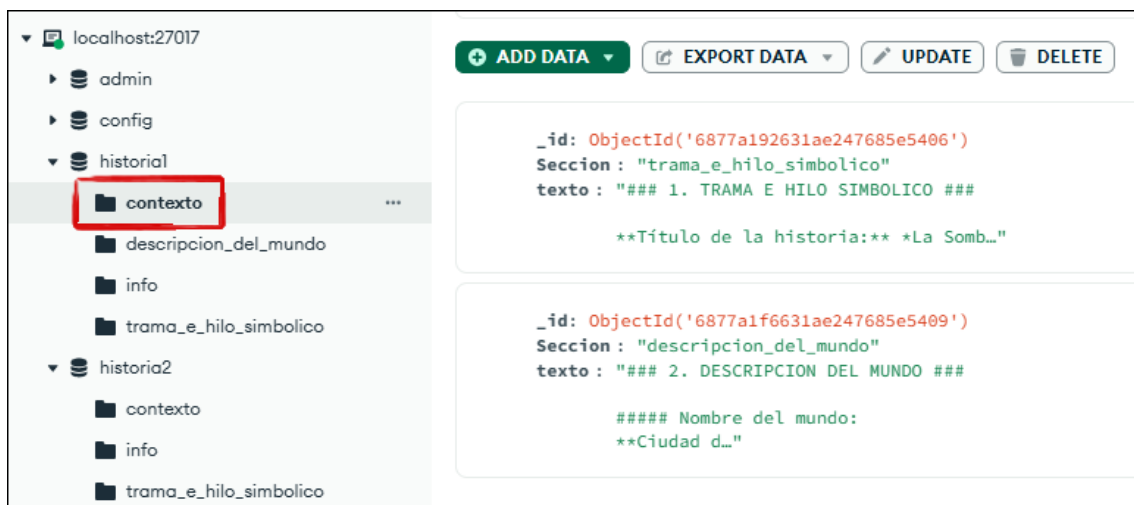 localhost:27017
admin
config
historia1
contexto
descripcion_del_mundo
info
trama_e_hilo_simbolico
historia2
contexto
info
trama_e_hilo_simbolico
ADD DATA EXPORT DATA UPDATE DELETE
_id: ObjectId('6877a192631ae247685e5406')
Seccion : "trama_e_hilo_simbolico"
texto : "### 1. TRAMA E HILO SIMBOLICO ###
**Título de la historia:** *La Somb…"
_id: ObjectId('6877a1f6631ae247685e5409')
Seccion : "descripcion_del_mundo"
texto : "### 2. DESCRIPCION DEL MUNDO ###
##### Nombre del mundo:
**Ciudad d…"